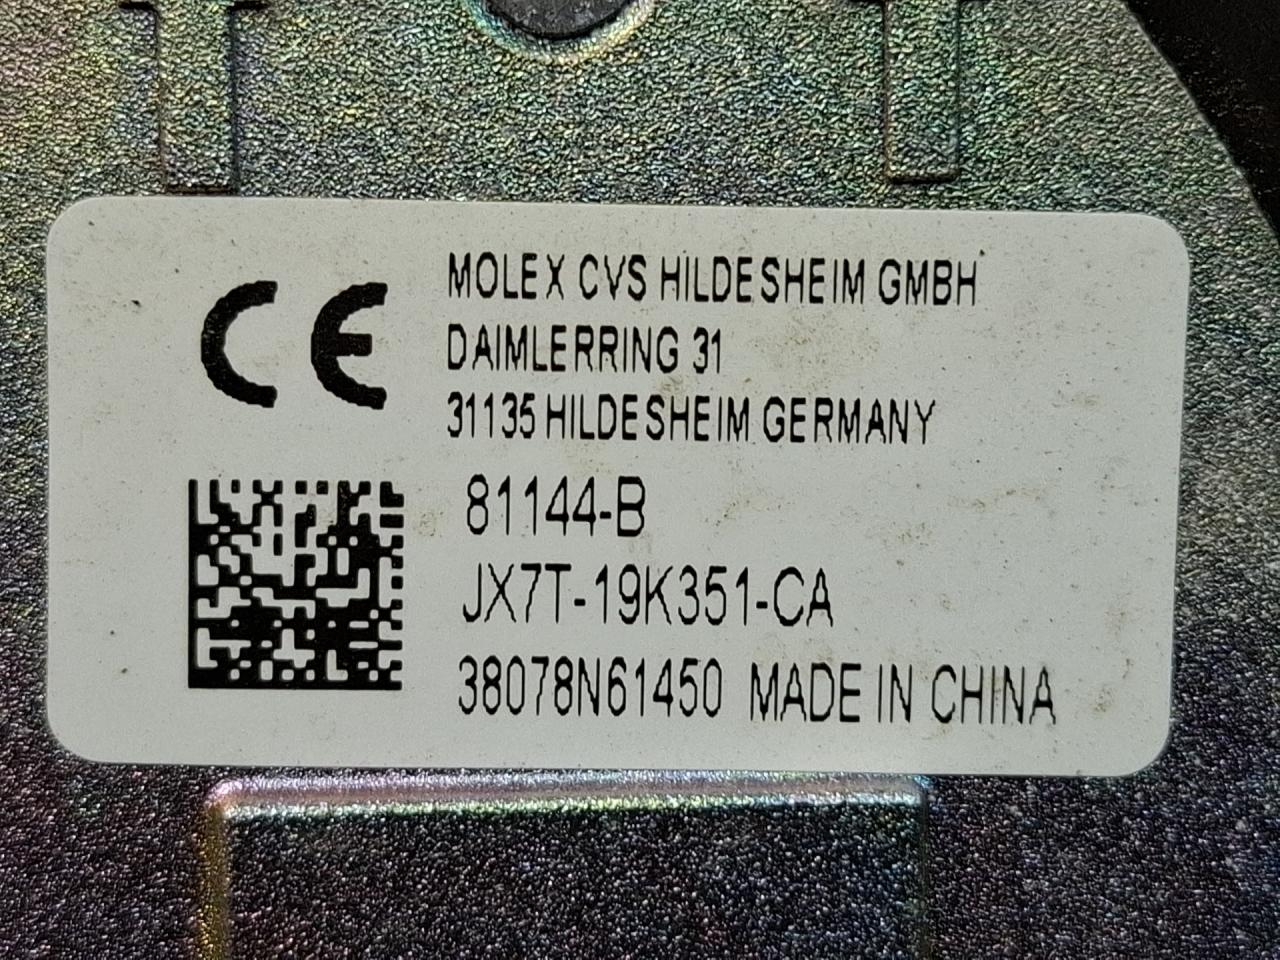 CE
MOLEX CVS HILDESHEIM GMBH
DAIMLERRING 31
31135 HILDESHEIM GERMANY
81144-B
JX7T-19K351-CA
38078N61450 MADE IN CHINA